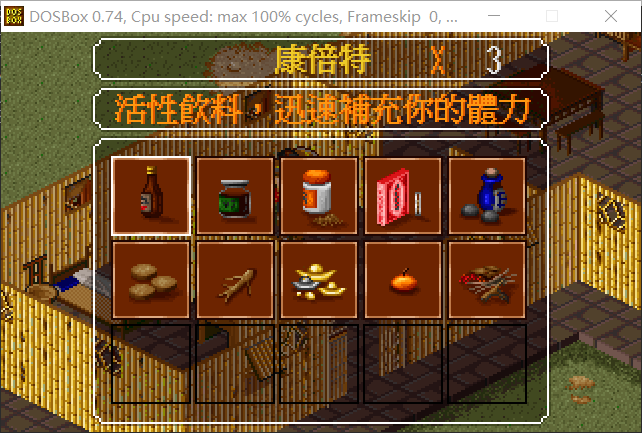 DOSBox 0.74, Cpu speed: max 100% cycles, Frameskip 0, ...
康倍特 X 3
活性飲料，迅速補充你的體力